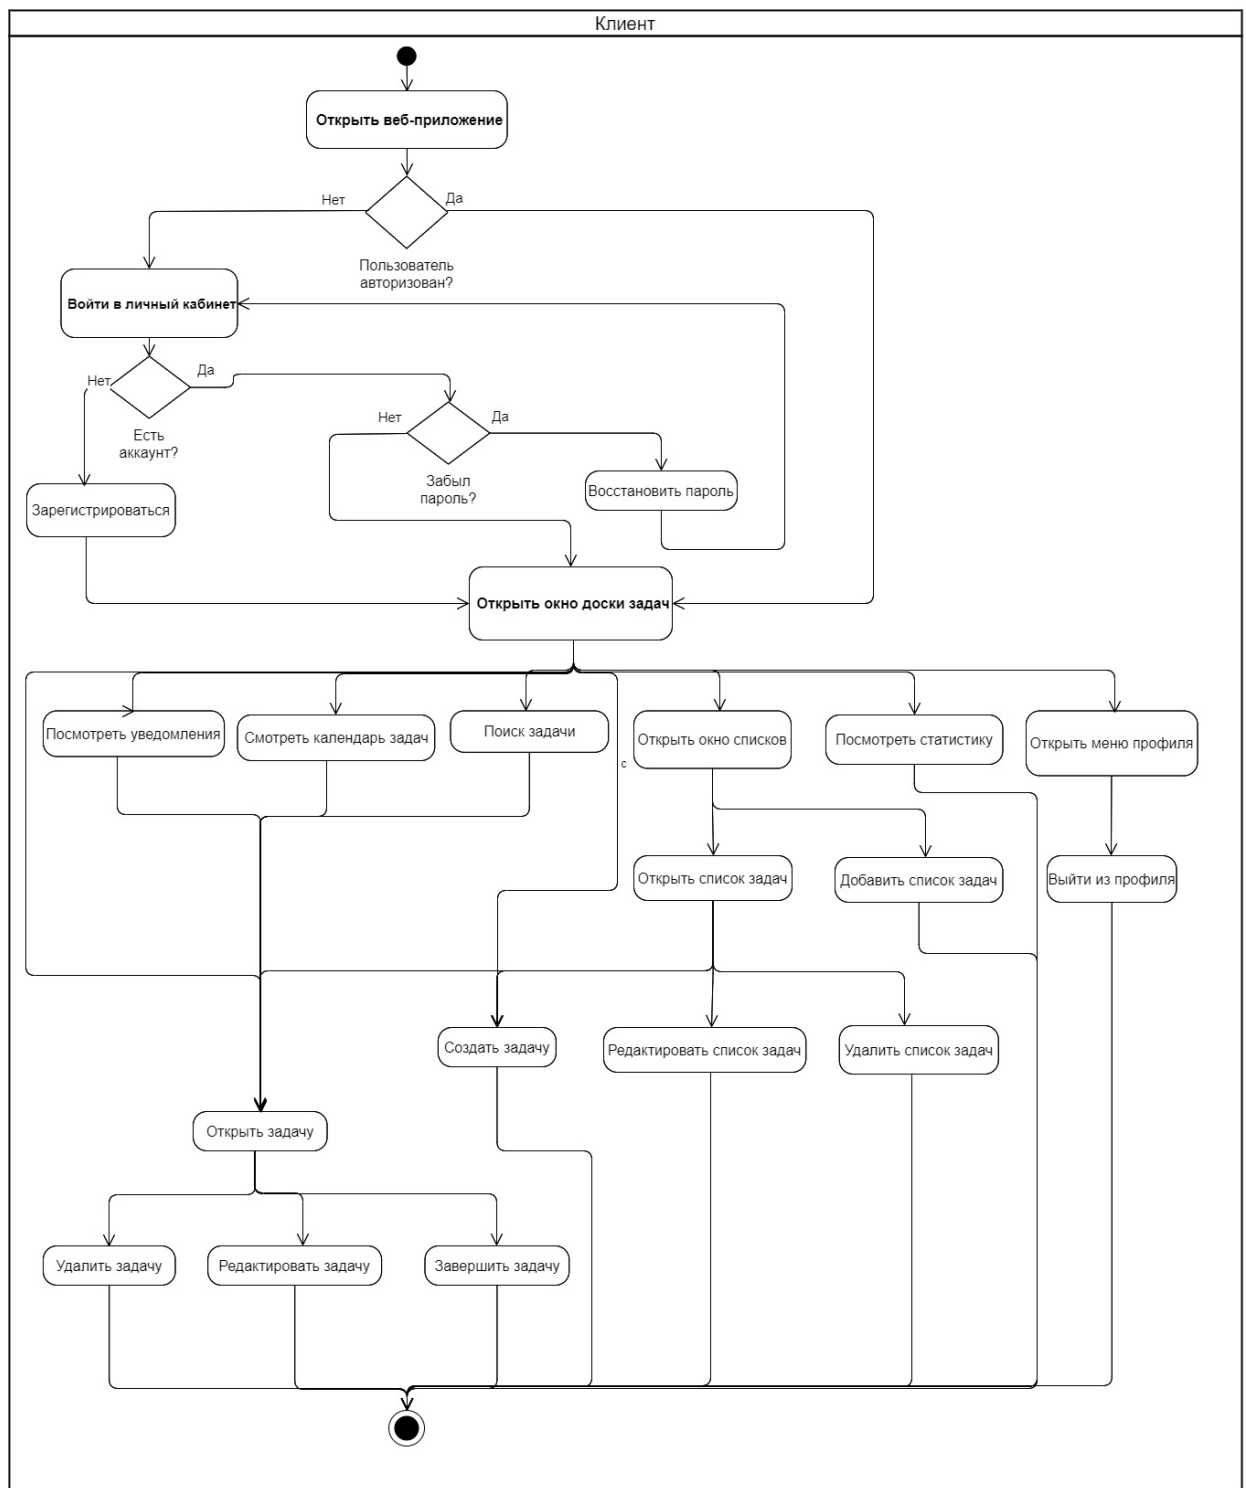 Клиент
Открыть веб-приложение
Нет
Да
Пользователь
авторизован?
Войти в личный кабинет
Нет
Да
Есть
аккаунт?
Нет
Да
Забыл
пароль?
Восстановить пароль
Зарегистрироваться
Открыть окно доски задач
Посмотреть уведомления
Смотреть календарь задач
Поиск задачи
с
Открыть окно списков
Посмотреть статистику
Открыть меню профиля
Открыть список задач
Добавить список задач
Выйти из профиля
Создать задачу
Редактировать список задач
Удалить список задач
Открыть задачу
Удалить задачу
Редактировать задачу
Завершить задачу